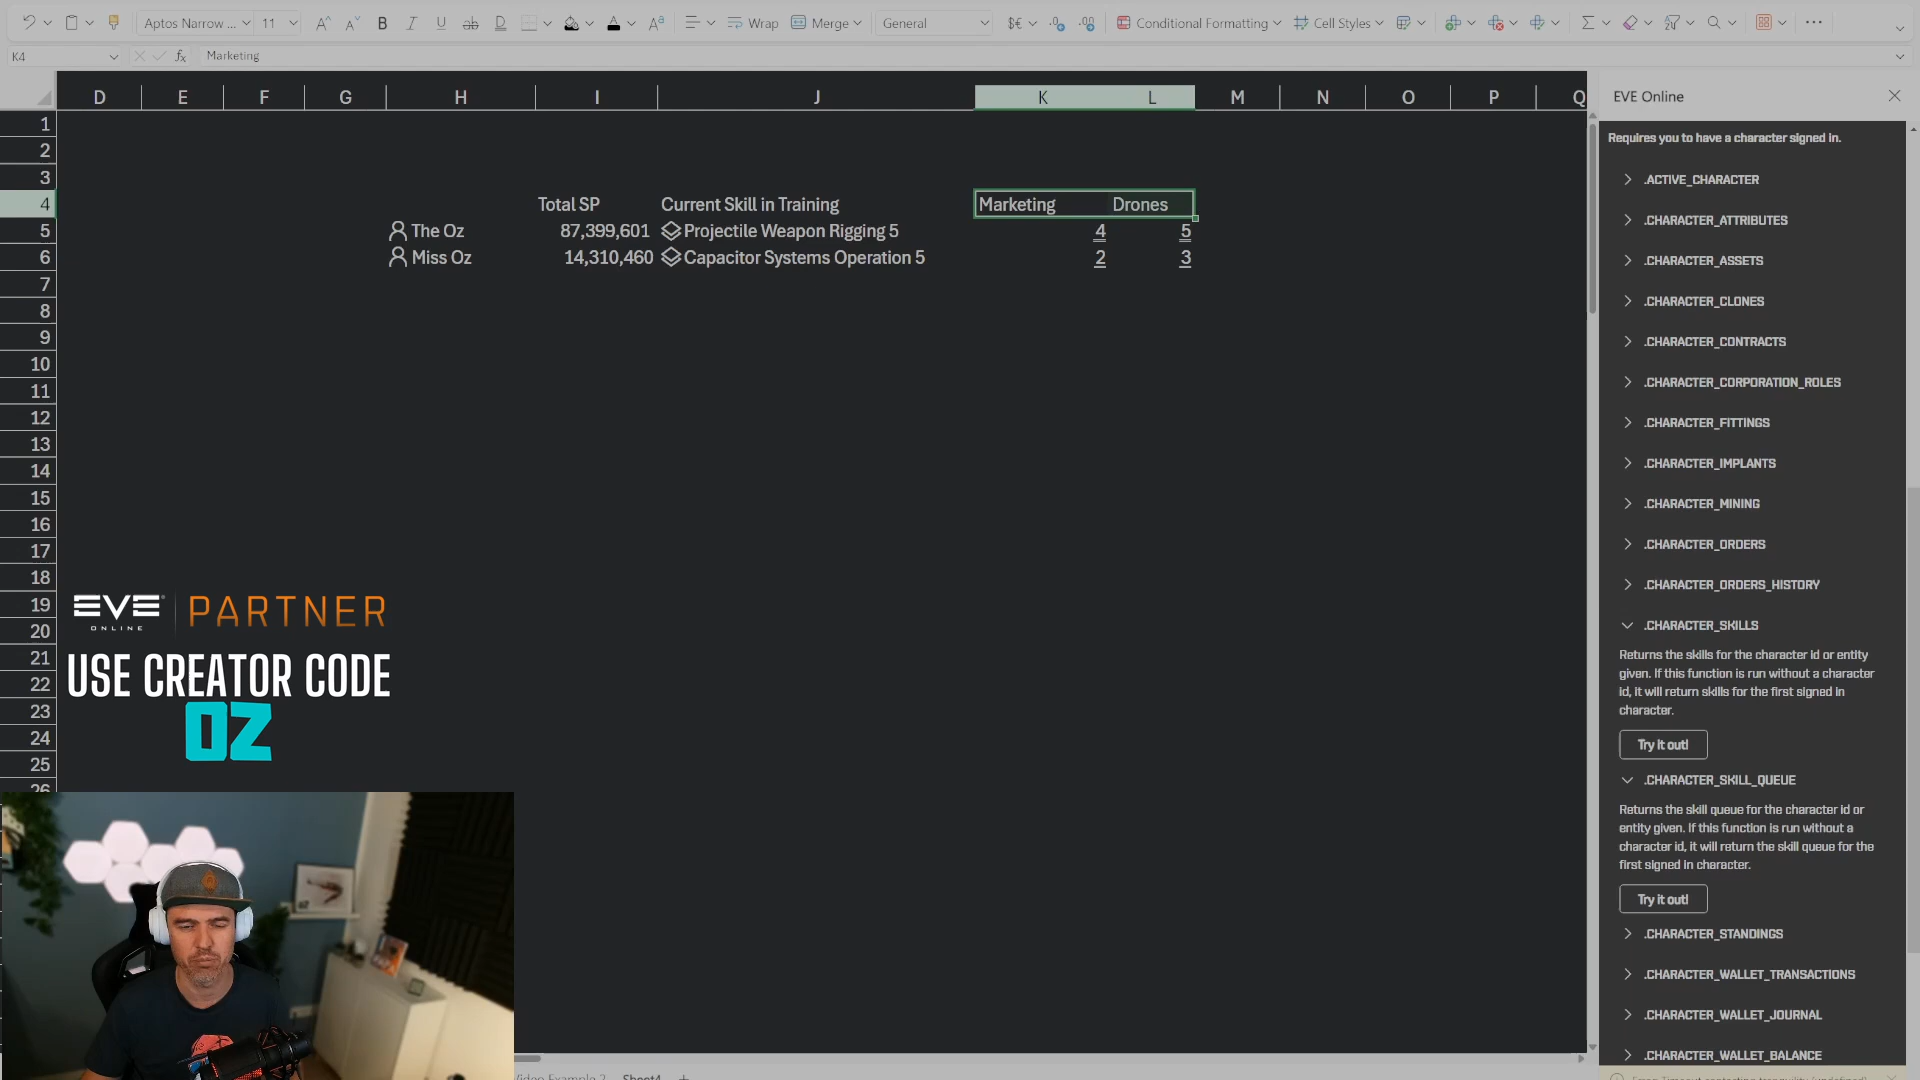 Aptos Narrow ... 11 Wrap Merge General Conditional Formatting Cell Styles
K4 Marketing
D E F G H I J K L M N O P Q
EVE Online
Requires you to have a character signed in.
1
2
3
4 Total SP Current Skill in Training Marketing Drones
5 The Oz 87,399,601 Projectile Weapon Rigging 5 4 5
6 Miss Oz 14,310,460 Capacitor Systems Operation 5 2 3
7
8
9
10
11
12
13
14
15
16
17
18
19
20
21
22
23
24
25
26
EVE ONLINE PARTNER
USE CREATOR CODE
OZ
.ACTIVE_CHARACTER
.CHARACTER_ATTRIBUTES
.CHARACTER_ASSETS
.CHARACTER_CLONES
.CHARACTER_CONTRACTS
.CHARACTER_CORPORATION_ROLES
.CHARACTER_FITTINGS
.CHARACTER_IMPLANTS
.CHARACTER_MINING
.CHARACTER_ORDERS
.CHARACTER_ORDERS_HISTORY
.CHARACTER_SKILLS
Returns the skills for the character id or entity
given. If this function is run without a character
id, it will return skills for the first signed in
character.
Try it out!
.CHARACTER_SKILL_QUEUE
Returns the skill queue for the character id or
entity given. If this function is run without a
character id, it will return the skill queue for the
first signed in character.
Try it out!
.CHARACTER_STANDINGS
.CHARACTER_WALLET_TRANSACTIONS
.CHARACTER_WALLET_JOURNAL
.CHARACTER_WALLET_BALANCE
Example 2 Sheet4